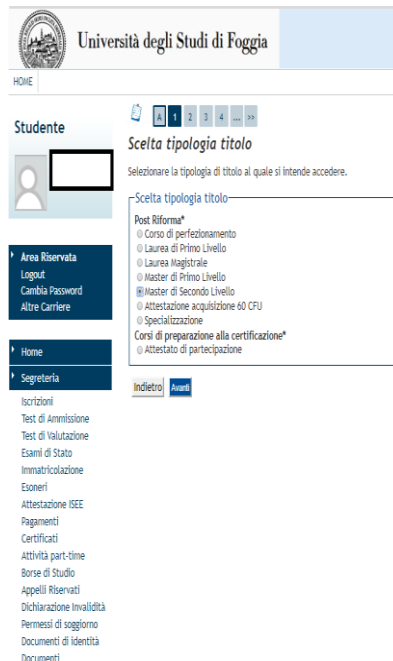 Università degli Studi di Foggia
HOME
Studente
A 1 2 3 4 ... >>
Scelta tipologia titolo
Selezionare la tipologia di titolo al quale si intende accedere.
Scelta tipologia titolo
Post Riforma*
Corso di perfezionamento
Laurea di Primo Livello
Laurea Magistrale
Master di Primo Livello
Master di Secondo Livello
Attestazione acquisizione 60 CFU
Specializzazione
Corsi di preparazione alla certificazione*
Attestato di partecipazione
Indietro Avanti
Area Riservata
Logout
Cambia Password
Altre Carriere
Home
Segreteria
Iscrizioni
Test di Ammissione
Test di Valutazione
Esami di Stato
Immatricolazione
Esoneri
Attestazione ISEE
Pagamenti
Certificati
Attività part-time
Borse di Studio
Appelli Riservati
Dichiarazione Invalidità
Permessi di soggiorno
Documenti di identità
Documenti